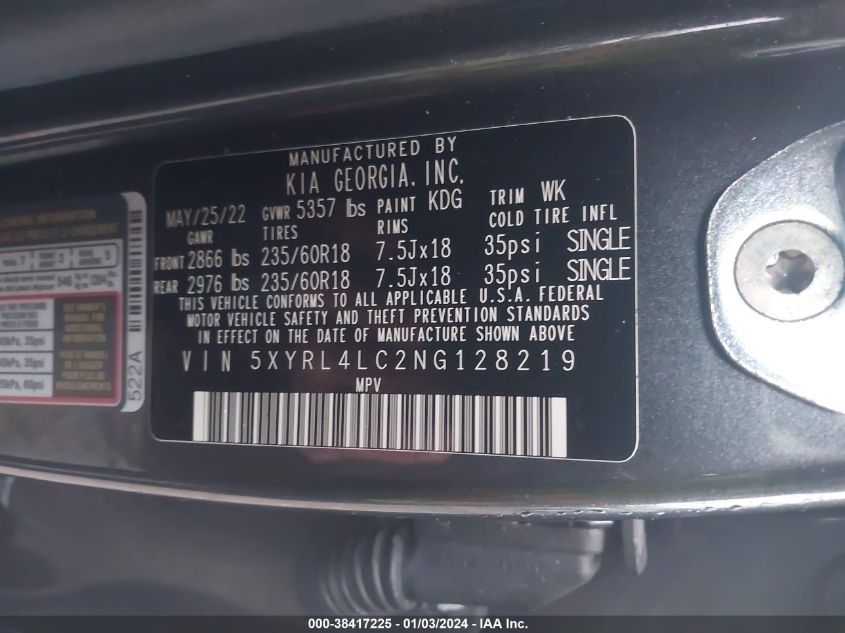 MANUFACTURED BY
KIA GEORGIA, INC.
MAY/25/22 GVWR 5357 lbs PAINT KDG TRIM WK
GAWR TIRES RIMS COLD TIRE INFL
FRONT 2866 lbs 235/60R18 7.5Jx18 35psi SINGLE
REAR 2976 lbs 235/60R18 7.5Jx18 35psi SINGLE
THIS VEHICLE CONFORMS TO ALL APPLICABLE U.S.A. FEDERAL
MOTOR VEHICLE SAFETY AND THEFT PREVENTION STANDARDS
IN EFFECT ON THE DATE OF MANUFACTURE SHOWN ABOVE
VIN 5XYRL4LC2NG128219
MPV
522A
35psi
35psi
60psi
000-38417225 - 01/03/2024 - IAA Inc.